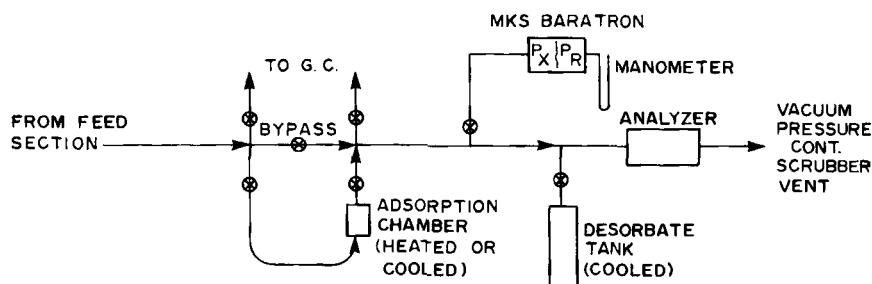 MKS BARATRON
P_X P_R
MANOMETER
TO G.C.
FROM FEED
SECTION
BYPASS
ANALYZER
VACUUM
PRESSURE
CONT.
SCRUBBER
VENT
ADSORPTION
CHAMBER
(HEATED OR
COOLED)
DESORBATE
TANK
(COOLED)